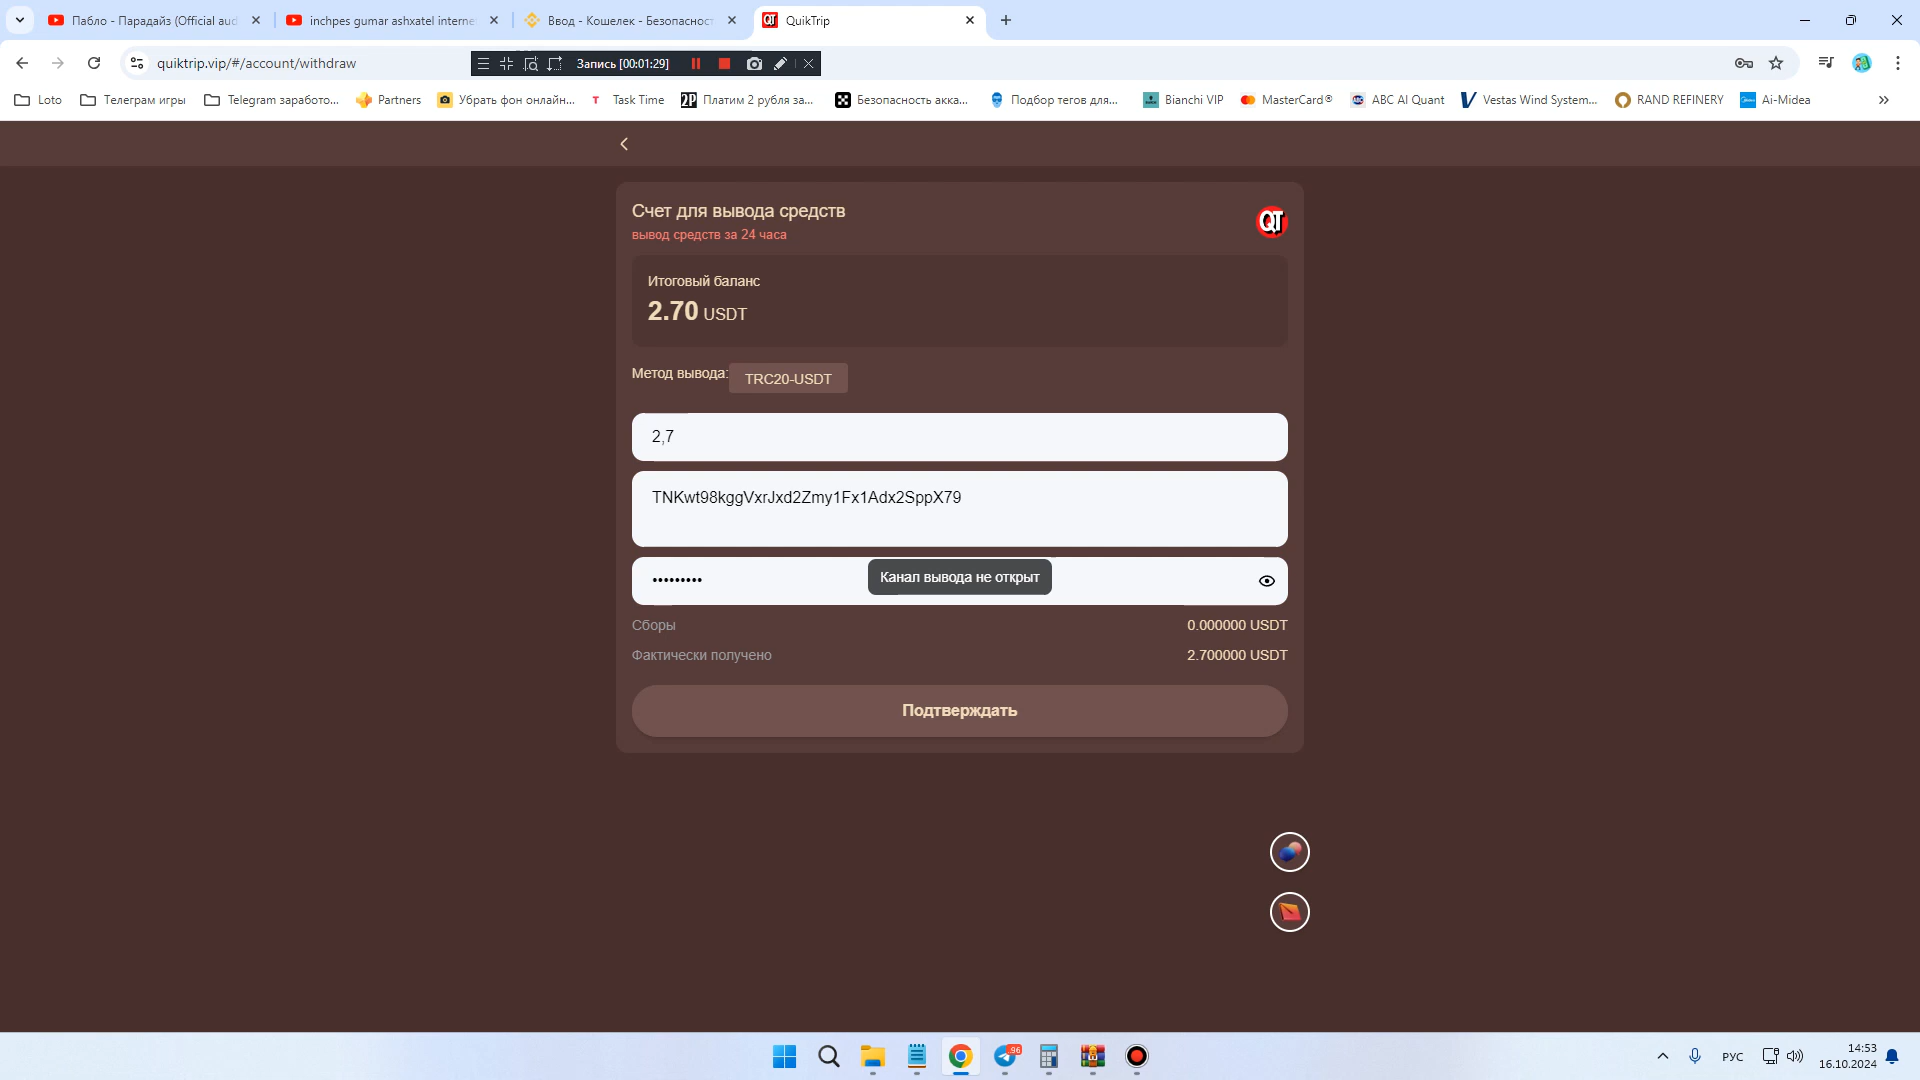 Пабло - Парадайз (Official aud
inchpes gumar ashxatel interne
Ввод - Кошелек - Безопасност
QuikTrip
quiktrip.vip/#/account/withdraw
Запись [00:01:29]
Loto
Телеграм игры
Telegram заработо...
Partners
Убрать фон онлайн...
Task Time
Платим 2 рубля за...
Безопасность акка...
Подбор тегов для...
Bianchi VIP
MasterCard®
ABC AI Quant
Vestas Wind System...
RAND REFINERY
Ai-Midea
Счет для вывода средств
вывод средств за 24 часа
QT
Итоговый баланс
2.70 USDT
Метод вывода:
TRC20-USDT
2,7
TNKwt98kggVxrJxd2Zmy1Fx1Adx2SppX79
•••••••••
Канал вывода не открыт
Сборы
0.000000 USDT
Фактически получено
2.700000 USDT
Подтверждать
96
РУС
14:53
16.10.2024